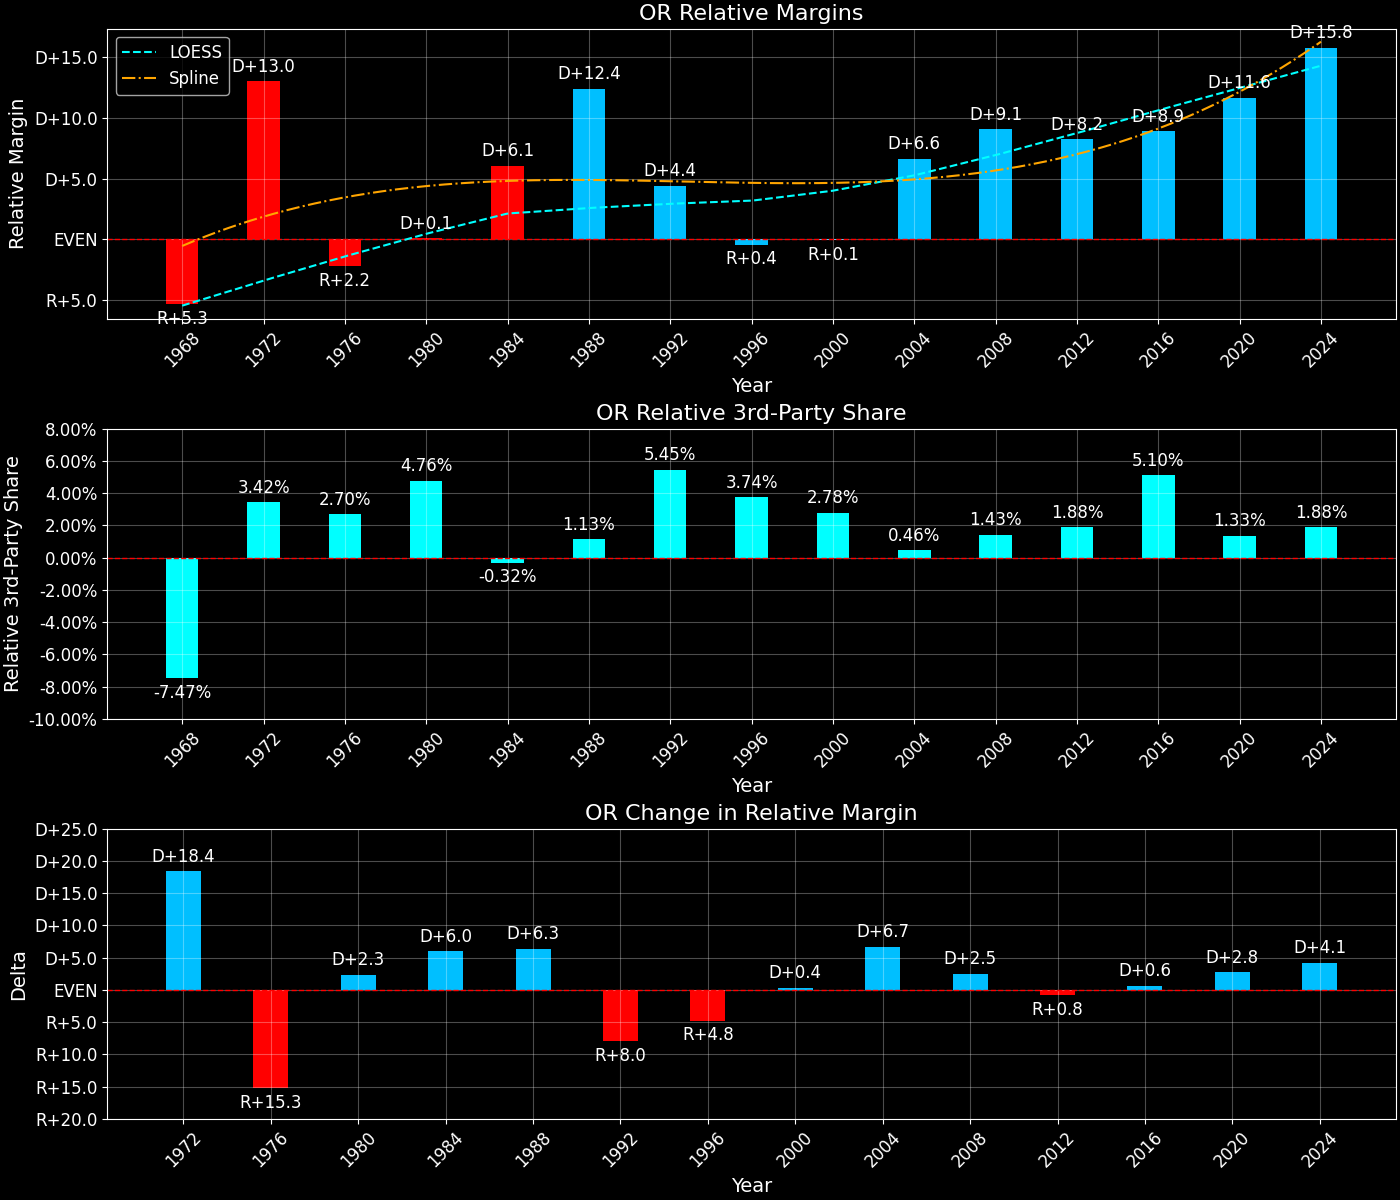 OR Relative Margins
LOESS
Spline
Relative Margin
D+15.0
D+10.0
D+5.0
EVEN
R+5.0
R+5.3
D+13.0
R+2.2
D+0.1
D+6.1
D+12.4
D+4.4
R+0.4
R+0.1
D+6.6
D+9.1
D+8.2
D+8.9
D+11.6
D+15.8
1968
1972
1976
1980
1984
1988
1992
1996
2000
2004
2008
2012
2016
2020
2024
Year
OR Relative 3rd-Party Share
Relative 3rd-Party Share
8.00%
6.00%
4.00%
2.00%
0.00%
-2.00%
-4.00%
-6.00%
-8.00%
-10.00%
-7.47%
3.42%
2.70%
4.76%
-0.32%
1.13%
5.45%
3.74%
2.78%
0.46%
1.43%
1.88%
5.10%
1.33%
1.88%
1968
1972
1976
1980
1984
1988
1992
1996
2000
2004
2008
2012
2016
2020
2024
Year
OR Change in Relative Margin
Delta
D+25.0
D+20.0
D+15.0
D+10.0
D+5.0
EVEN
R+5.0
R+10.0
R+15.0
R+20.0
D+18.4
R+15.3
D+2.3
D+6.0
D+6.3
R+8.0
R+4.8
D+0.4
D+6.7
D+2.5
R+0.8
D+0.6
D+2.8
D+4.1
1972
1976
1980
1984
1988
1992
1996
2000
2004
2008
2012
2016
2020
2024
Year